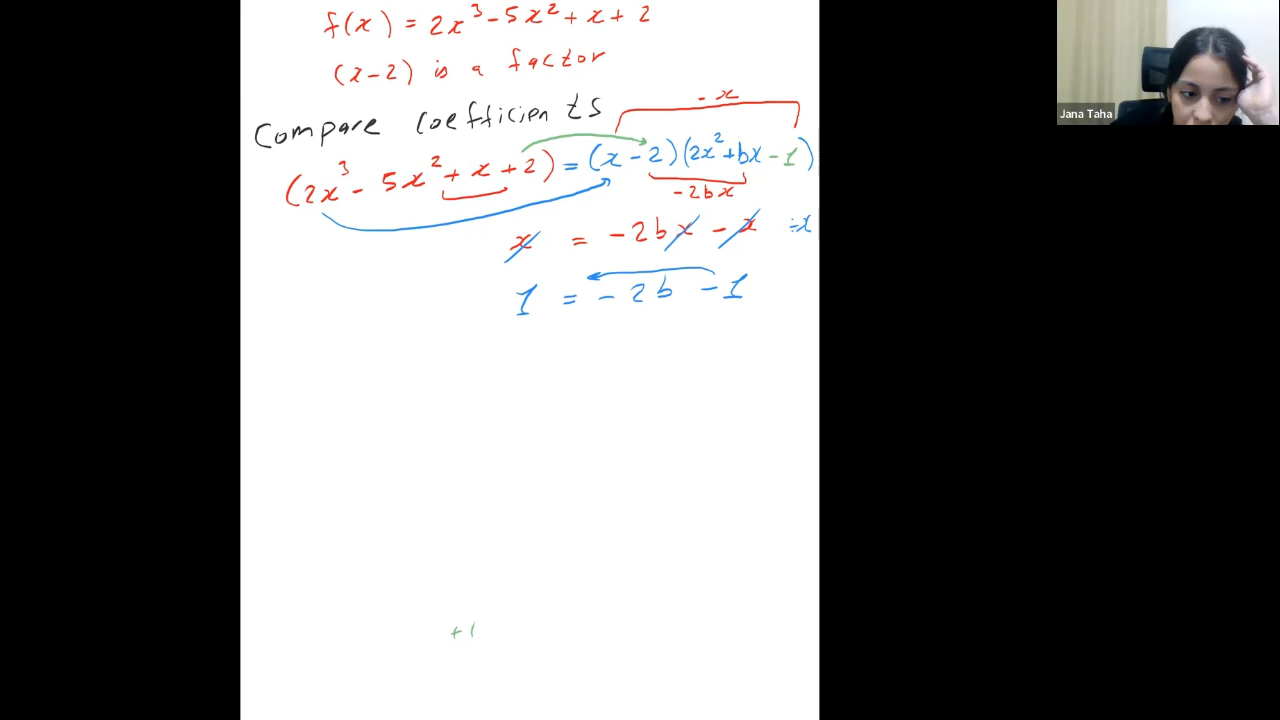 f(x) = 2x³ - 5x² + x + 2
(x-2) is a factor
Compare coefficients
- x
(2x³ - 5x² + x + 2) = (x - 2)(2x² + bx - 1)
-2bx
x = -2bx - x ÷x
1 = -2b - 1
+1
Jana Taha